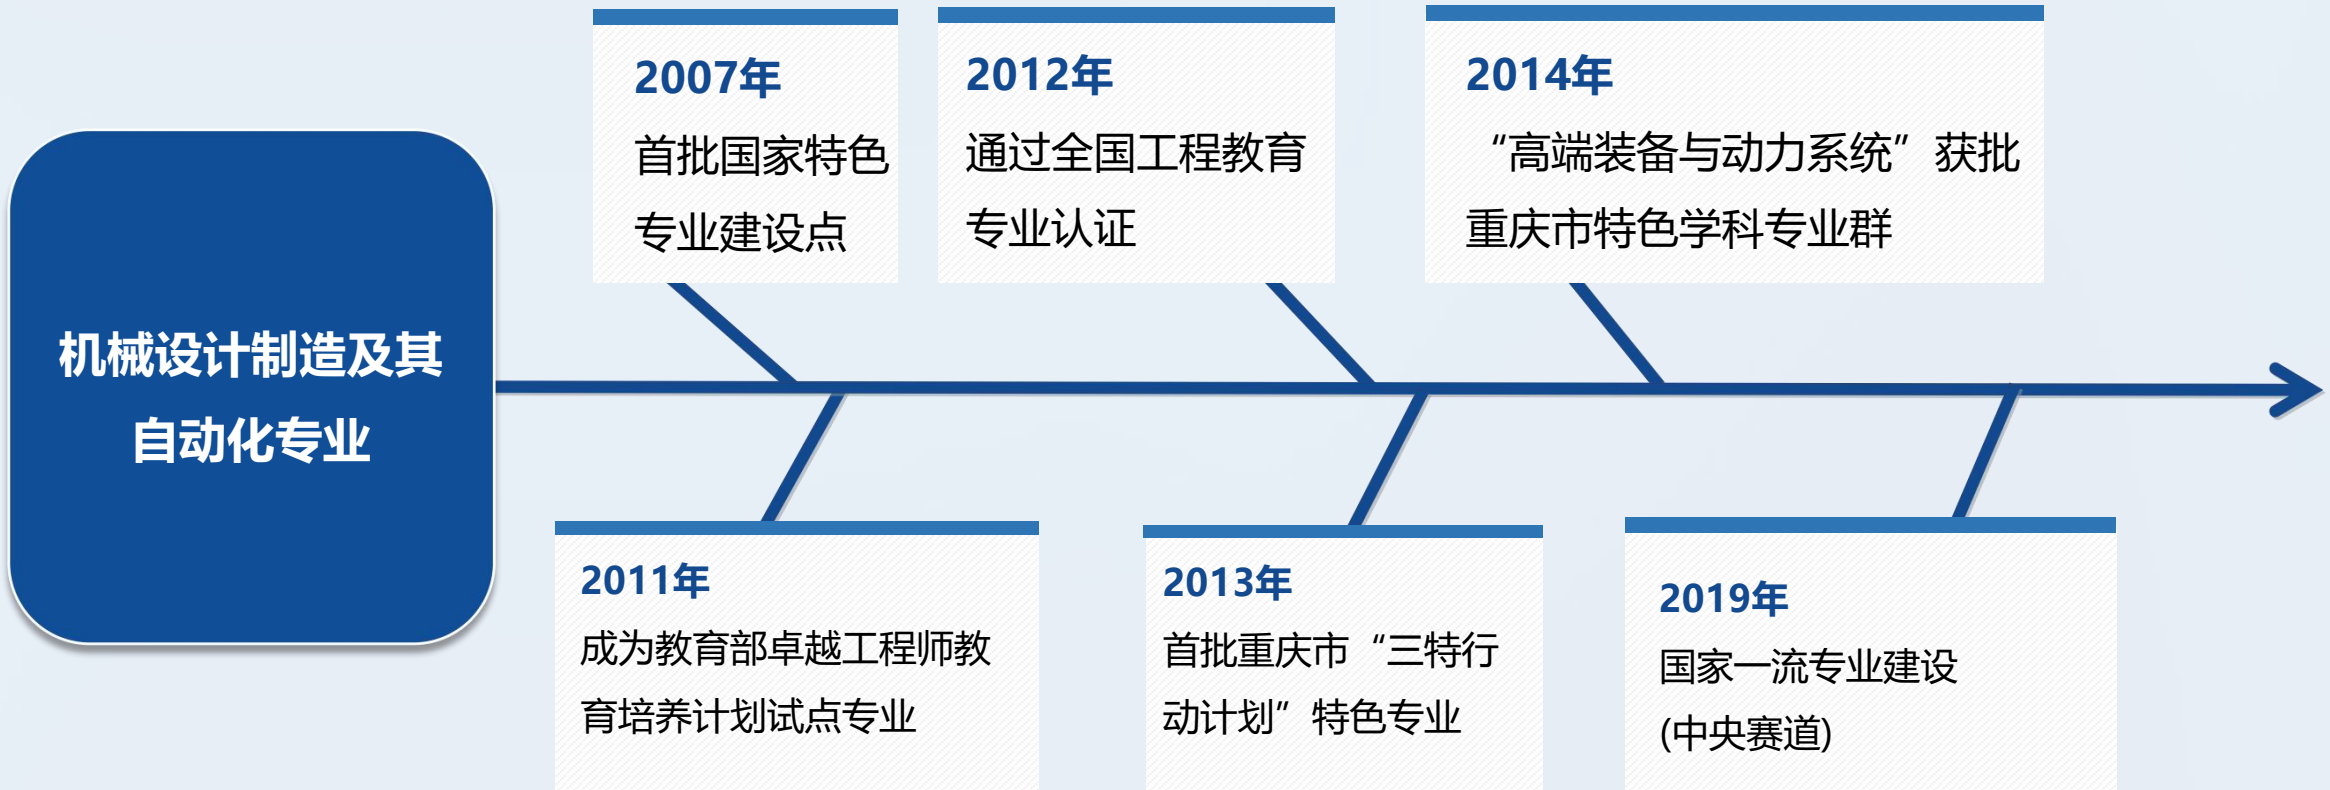 机械设计制造及其
自动化专业
2007年
首批国家特色
专业建设点
2012年
通过全国工程教育
专业认证
2014年
“高端装备与动力系统”获批
重庆市特色学科专业群
2011年
成为教育部卓越工程师教
育培养计划试点专业
2013年
首批重庆市“三特行
动计划”特色专业
2019年
国家一流专业建设
(中央赛道)